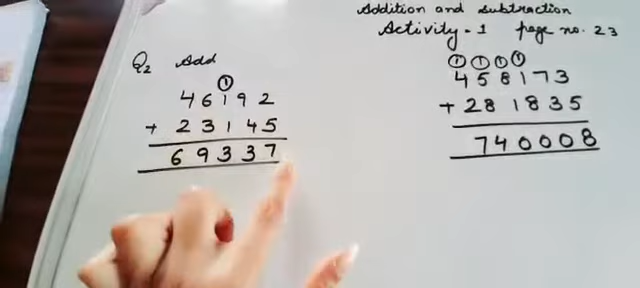 Addition and subtraction
Activity - 1 page no. 23
Q2 Add
1
46192
+ 23145
69337
1 1 1 1
458173
+ 281835
740008